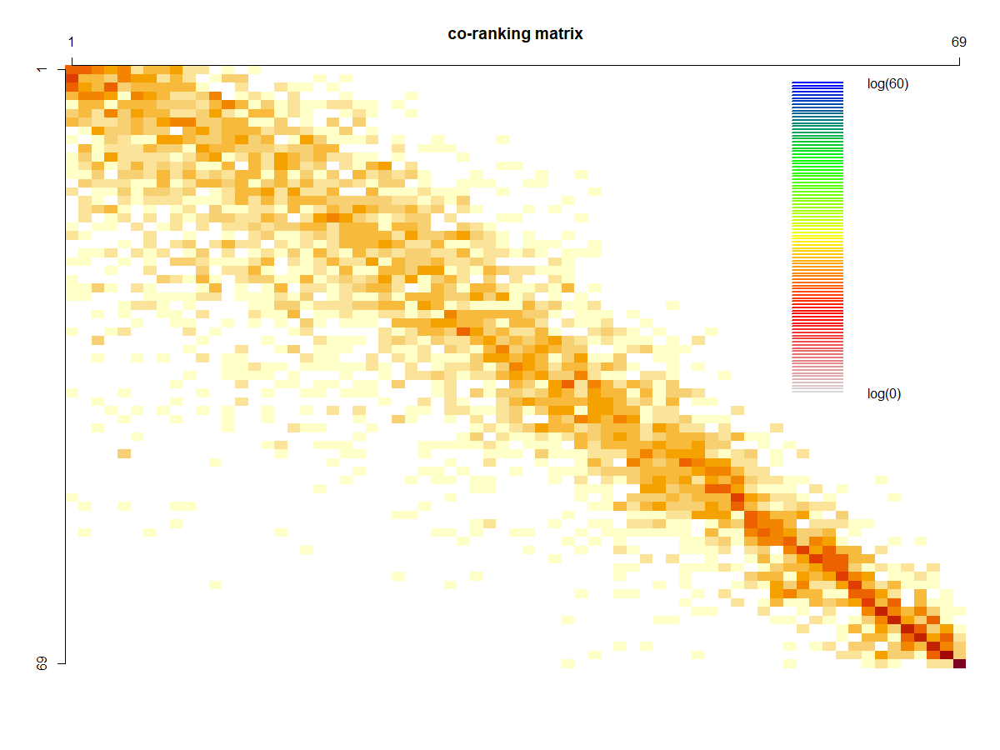 co-ranking matrix
1
69
1
69
log(60)
log(0)